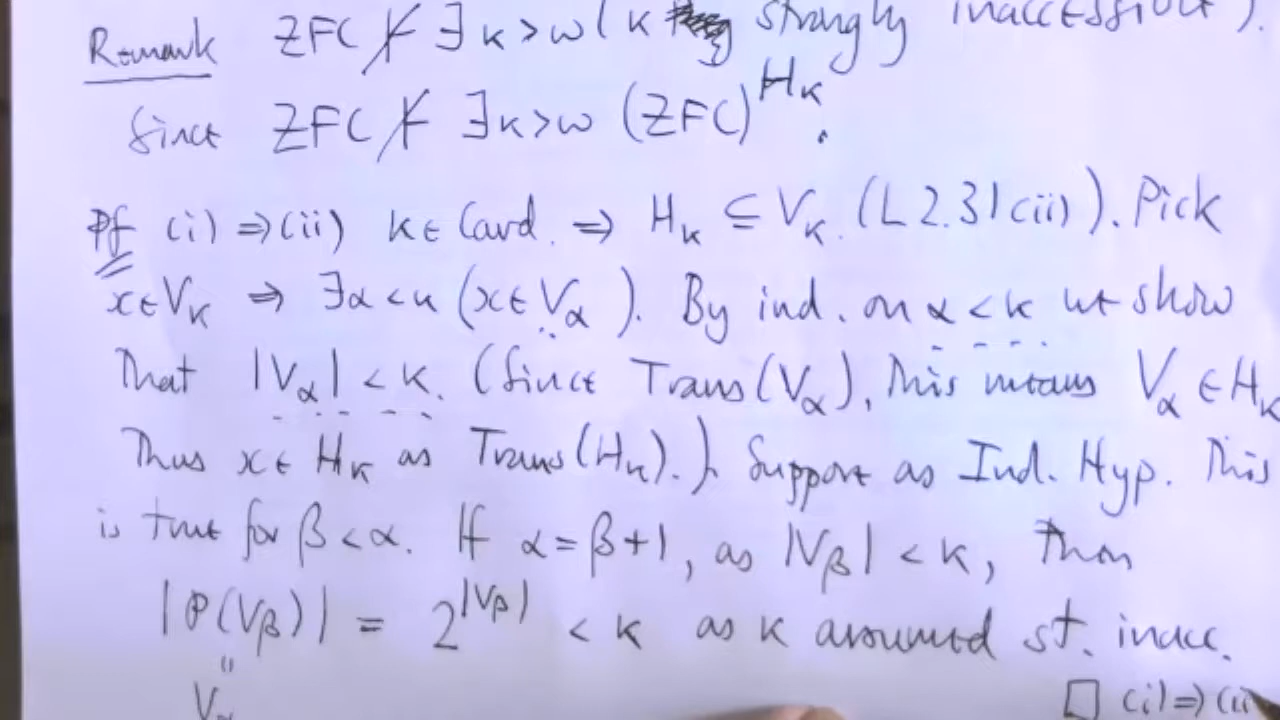 Remark ZFC ⊬ ∃κ>ω (κ strongly inaccessible).
Since ZFC ⊬ ∃κ>ω (ZFC)^{H_κ}.
Pf (i) ⇒ (ii) κ ∈ Card. ⇒ H_κ ⊆ V_κ. (L 2.31 (ii)). Pick
x ∈ V_κ ⇒ ∃α<κ (x ∈ V_α). By ind. on α < κ we show
That |V_α| < κ. (Since Trans(V_α), This means V_α ∈ H_κ
Thus x ∈ H_κ as Trans(H_κ).). Suppose as Ind. Hyp. This
is true for β < α. If α = β+1, as |V_β| < κ, Then
|P(V_β)| = 2^{|V_β|} < κ as κ assumed st. inacc.
"
V_α □ (i) ⇒ (ii